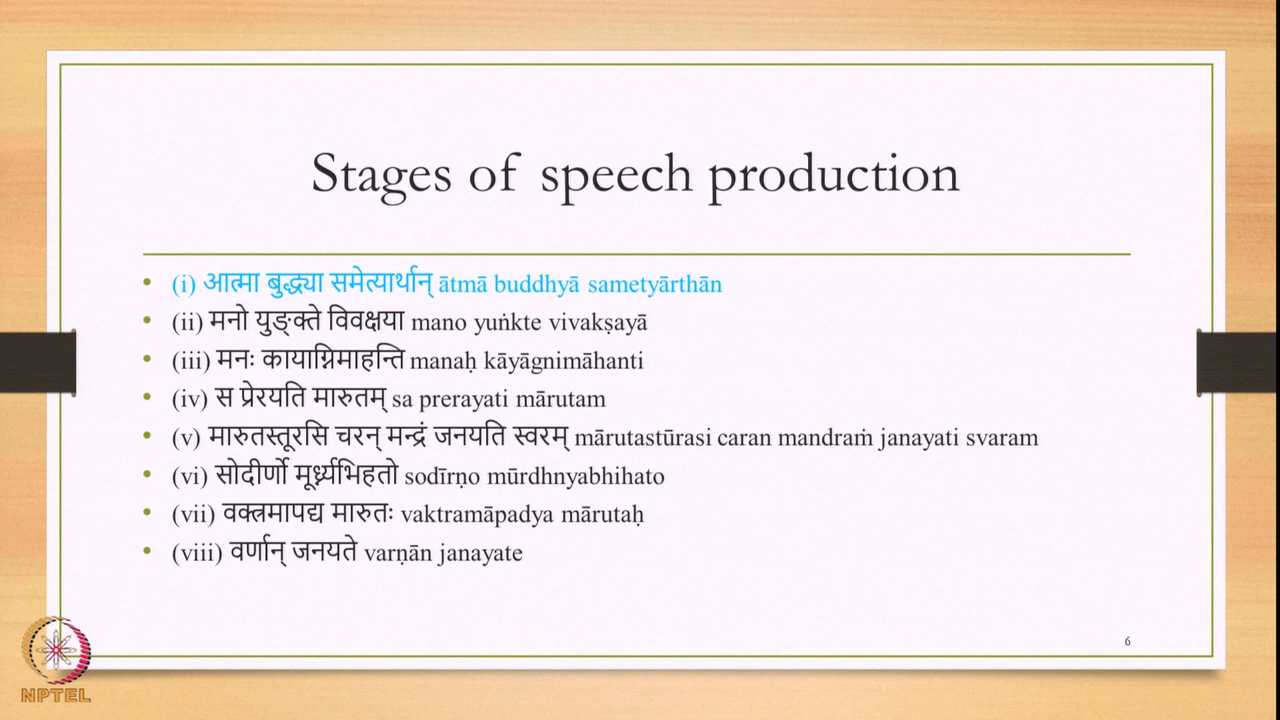 Stages of speech production
• (i) आत्मा बुद्ध्या समेत्यार्थान् ātmā buddhyā sametyārthān
• (ii) मनो युङ्क्ते विवक्षया mano yuṅkte vivakṣayā
• (iii) मनः कायाग्निमाहन्ति manaḥ kāyāgnimāhanti
• (iv) स प्रेरयति मारुतम् sa prerayati mārutam
• (v) मारुतस्तूरसि चरन् मन्द्रं जनयति स्वरम् mārutastūrasi caran mandraṁ janayati svaram
• (vi) सोदीर्णो मूर्ध्न्यभिहतो sodīrṇo mūrdhnyabhihato
• (vii) वक्त्रमापद्य मारुतः vaktramāpadya mārutaḥ
• (viii) वर्णान् जनयते varṇān janayate
6
NPTEL